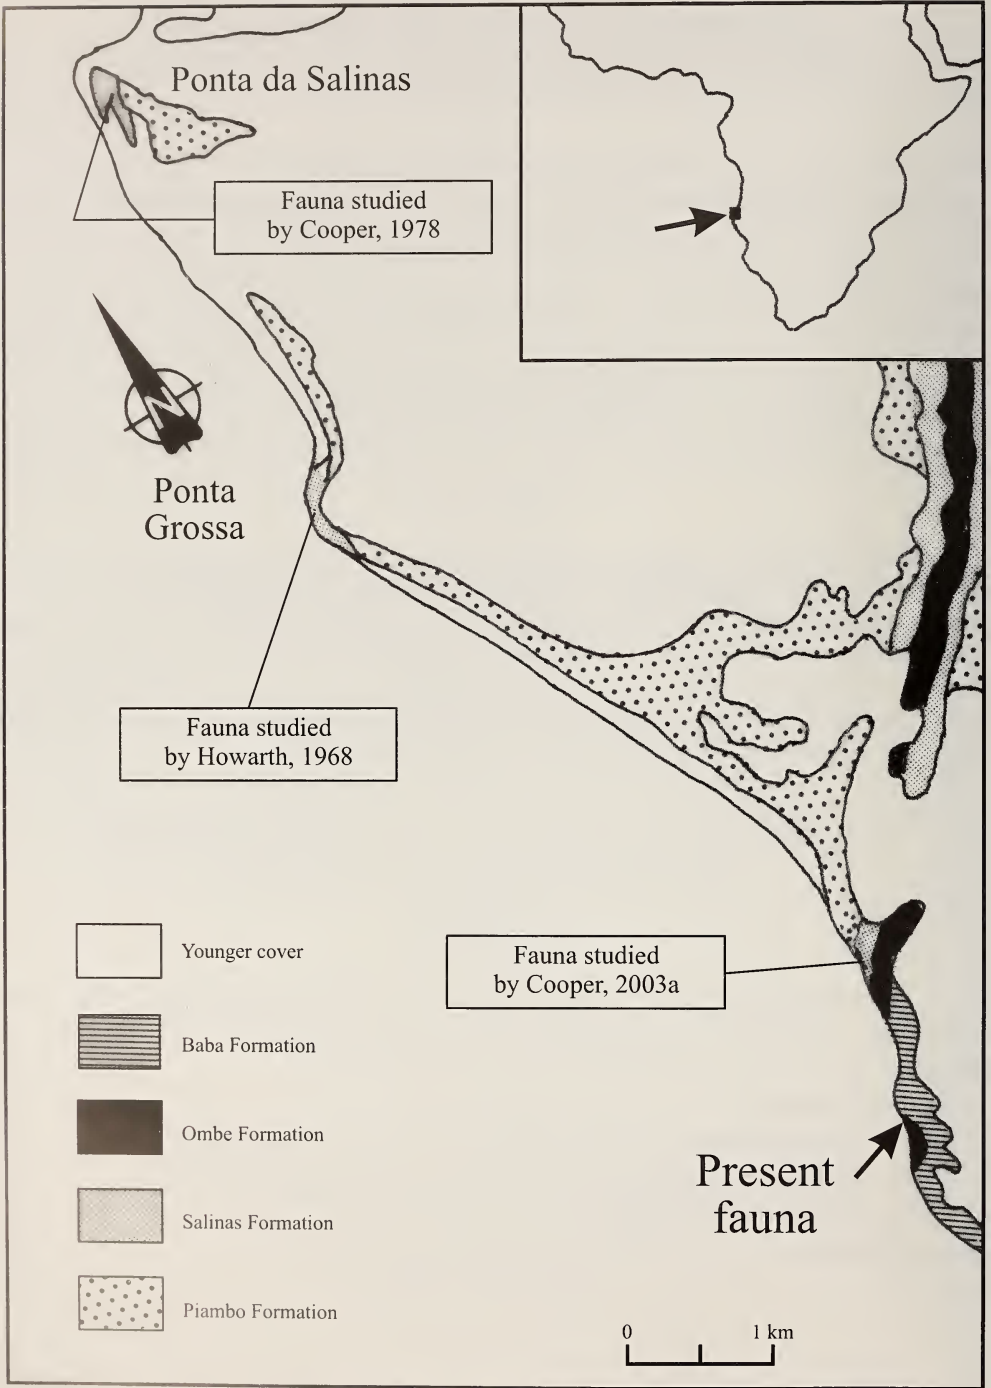 Ponta da Salinas
Fauna studied
by Cooper, 1978
N
Ponta
Grossa
Fauna studied
by Howarth, 1968
Younger cover
Fauna studied
by Cooper, 2003a
Baba Formation
Ombe Formation
Present
fauna
Salinas Formation
Piambo Formation
0 1 km